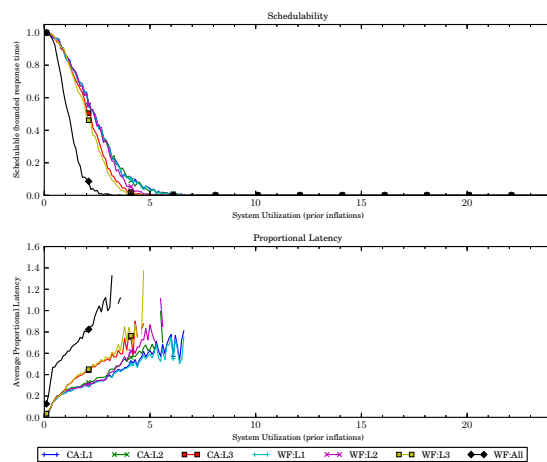 Schedulability
1.0
0.8
0.6
0.4
0.2
0.0
Schedulable (bounded response time)
0 5 10 15 20
System Utilization (prior inflations)
Proportional Latency
1.6
1.4
1.2
1.0
0.8
0.6
0.4
0.2
0.0
Average Proportional Latency
0 5 10 15 20
System Utilization (prior inflations)
CA:L1 CA:L2 CA:L3 WF:L1 WF:L2 WF:L3 WF:All